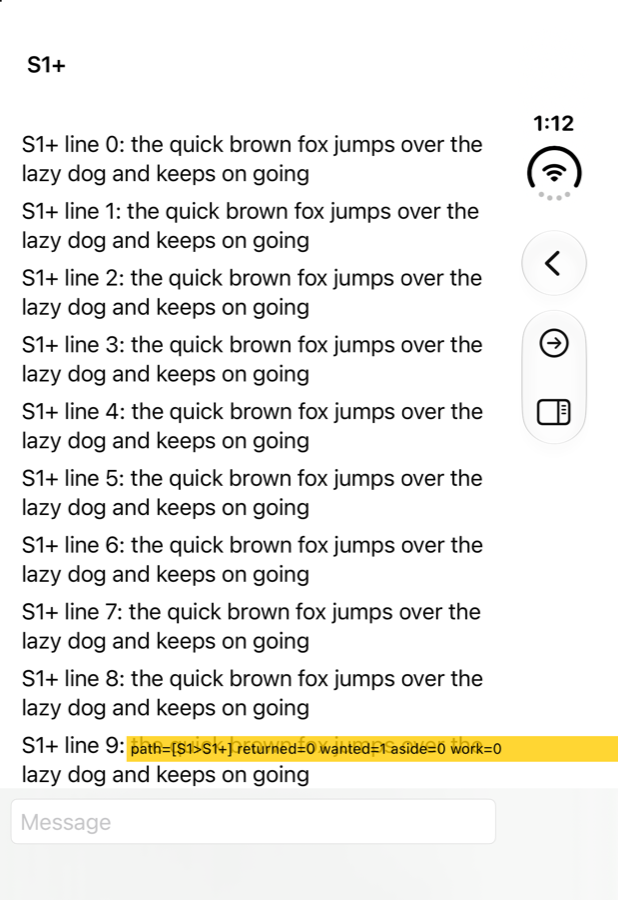 S1+
1:12
S1+ line 0: the quick brown fox jumps over the
lazy dog and keeps on going
S1+ line 1: the quick brown fox jumps over the
lazy dog and keeps on going
S1+ line 2: the quick brown fox jumps over the
lazy dog and keeps on going
S1+ line 3: the quick brown fox jumps over the
lazy dog and keeps on going
S1+ line 4: the quick brown fox jumps over the
lazy dog and keeps on going
S1+ line 5: the quick brown fox jumps over the
lazy dog and keeps on going
S1+ line 6: the quick brown fox jumps over the
lazy dog and keeps on going
S1+ line 7: the quick brown fox jumps over the
lazy dog and keeps on going
S1+ line 8: the quick brown fox jumps over the
lazy dog and keeps on going
S1+ line 9: the quick brown fox jumps over the
path=[S1>S1+] returned=0 wanted=1 aside=0 work=0
lazy dog and keeps on going
Message